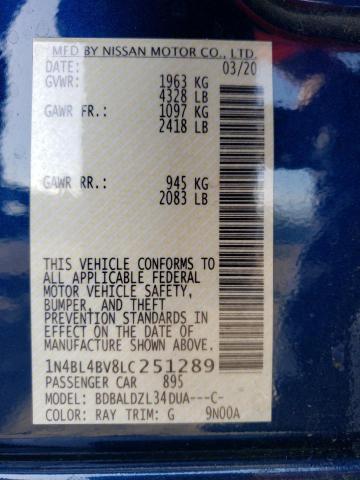 MFD BY NISSAN MOTOR CO., LTD.
DATE: 03/20
GVWR: 1963 KG
4328 LB
GAWR FR.: 1097 KG
2418 LB
GAWR RR.: 945 KG
2083 LB
THIS VEHICLE CONFORMS TO
ALL APPLICABLE FEDERAL
MOTOR VEHICLE SAFETY,
BUMPER, AND THEFT
PREVENTION STANDARDS IN
EFFECT ON THE DATE OF
MANUFACTURE SHOWN ABOVE.
1N4BL4BV8LC251289
PASSENGER CAR 895
MODEL: BDBALDZL34DUA---C-
COLOR: RAY TRIM: G 9N00A